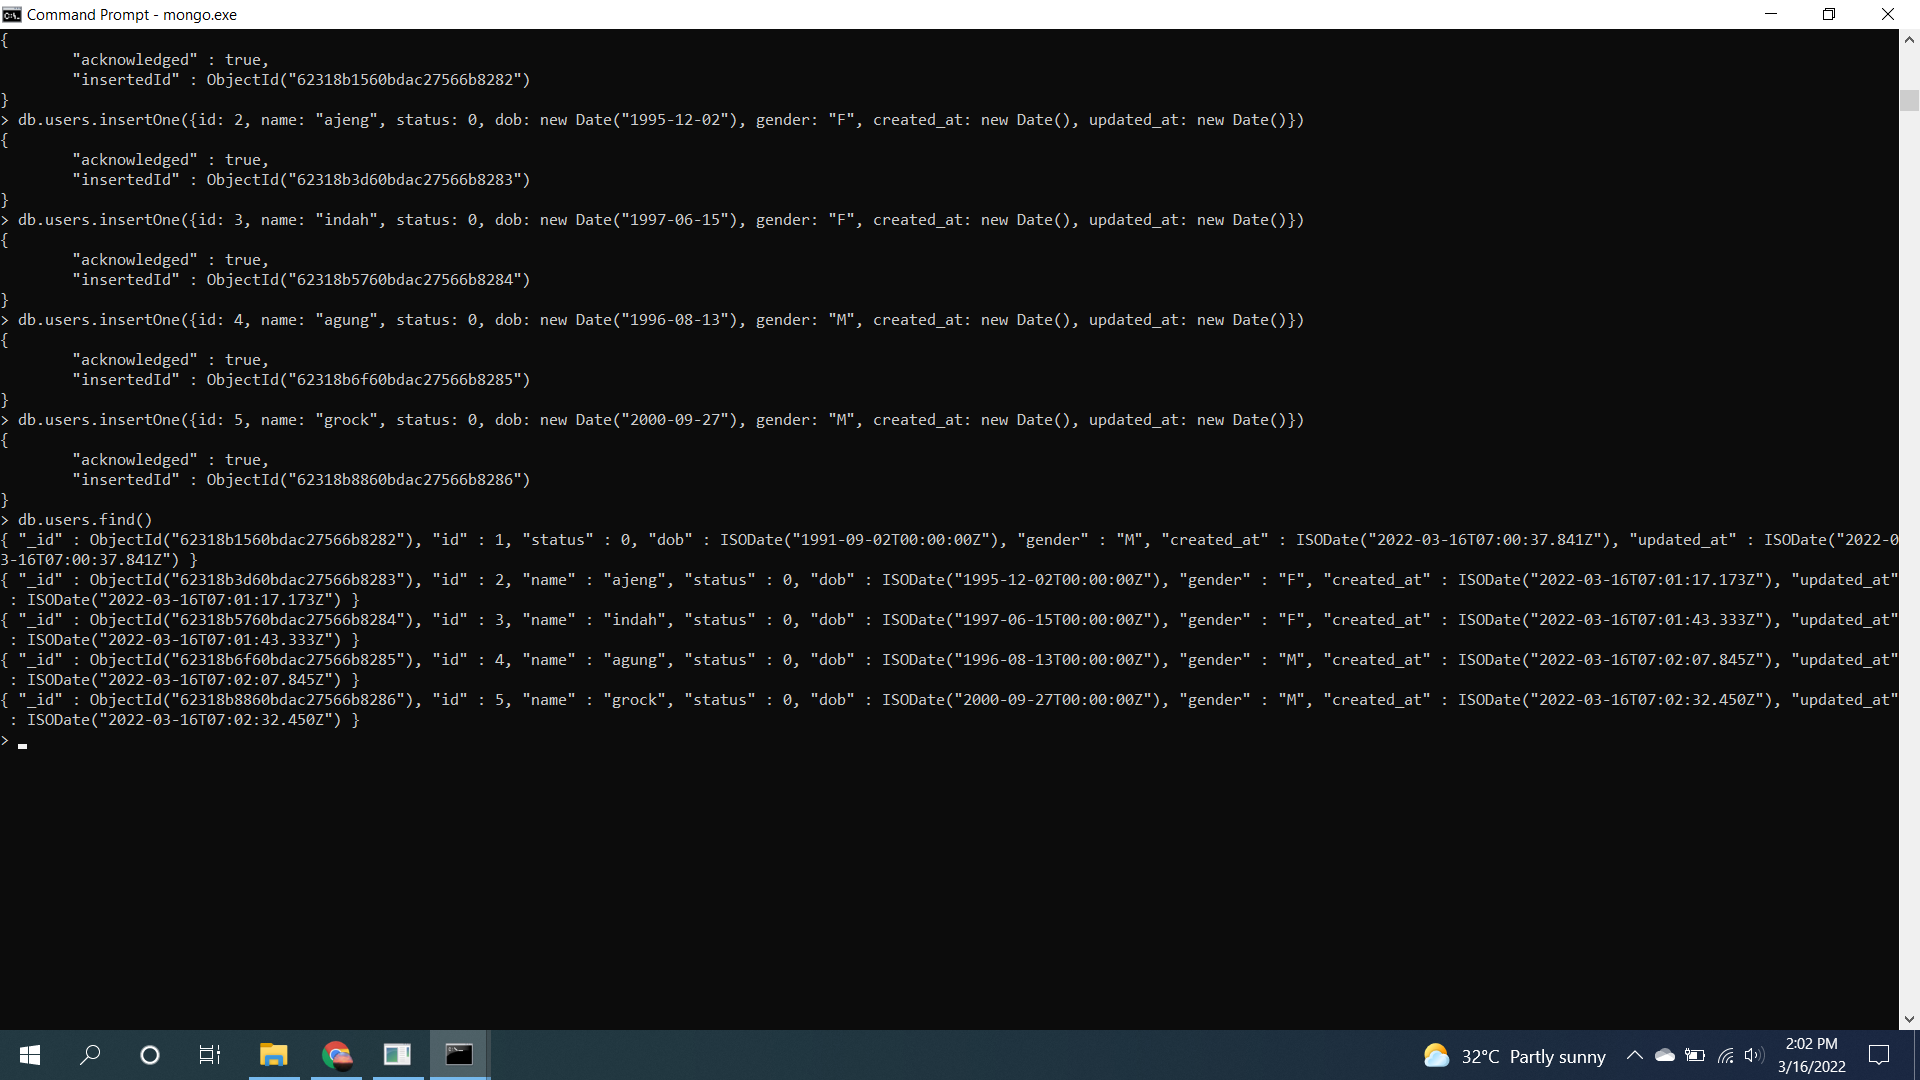 Command Prompt - mongo.exe
{
        "acknowledged" : true,
        "insertedId" : ObjectId("62318b1560bdac27566b8282")
}
> db.users.insertOne({id: 2, name: "ajeng", status: 0, dob: new Date("1995-12-02"), gender: "F", created_at: new Date(), updated_at: new Date()})
{
        "acknowledged" : true,
        "insertedId" : ObjectId("62318b3d60bdac27566b8283")
}
> db.users.insertOne({id: 3, name: "indah", status: 0, dob: new Date("1997-06-15"), gender: "F", created_at: new Date(), updated_at: new Date()})
{
        "acknowledged" : true,
        "insertedId" : ObjectId("62318b5760bdac27566b8284")
}
> db.users.insertOne({id: 4, name: "agung", status: 0, dob: new Date("1996-08-13"), gender: "M", created_at: new Date(), updated_at: new Date()})
{
        "acknowledged" : true,
        "insertedId" : ObjectId("62318b6f60bdac27566b8285")
}
> db.users.insertOne({id: 5, name: "grock", status: 0, dob: new Date("2000-09-27"), gender: "M", created_at: new Date(), updated_at: new Date()})
{
        "acknowledged" : true,
        "insertedId" : ObjectId("62318b8860bdac27566b8286")
}
> db.users.find()
{ "_id" : ObjectId("62318b1560bdac27566b8282"), "id" : 1, "status" : 0, "dob" : ISODate("1991-09-02T00:00:00Z"), "gender" : "M", "created_at" : ISODate("2022-03-16T07:00:37.841Z"), "updated_at" : ISODate("2022-0
3-16T07:00:37.841Z") }
{ "_id" : ObjectId("62318b3d60bdac27566b8283"), "id" : 2, "name" : "ajeng", "status" : 0, "dob" : ISODate("1995-12-02T00:00:00Z"), "gender" : "F", "created_at" : ISODate("2022-03-16T07:01:17.173Z"), "updated_at"
 : ISODate("2022-03-16T07:01:17.173Z") }
{ "_id" : ObjectId("62318b5760bdac27566b8284"), "id" : 3, "name" : "indah", "status" : 0, "dob" : ISODate("1997-06-15T00:00:00Z"), "gender" : "F", "created_at" : ISODate("2022-03-16T07:01:43.333Z"), "updated_at"
 : ISODate("2022-03-16T07:01:43.333Z") }
{ "_id" : ObjectId("62318b6f60bdac27566b8285"), "id" : 4, "name" : "agung", "status" : 0, "dob" : ISODate("1996-08-13T00:00:00Z"), "gender" : "M", "created_at" : ISODate("2022-03-16T07:02:07.845Z"), "updated_at"
 : ISODate("2022-03-16T07:02:07.845Z") }
{ "_id" : ObjectId("62318b8860bdac27566b8286"), "id" : 5, "name" : "grock", "status" : 0, "dob" : ISODate("2000-09-27T00:00:00Z"), "gender" : "M", "created_at" : ISODate("2022-03-16T07:02:32.450Z"), "updated_at"
 : ISODate("2022-03-16T07:02:32.450Z") }
>
32°C Partly sunny
2:02 PM
3/16/2022